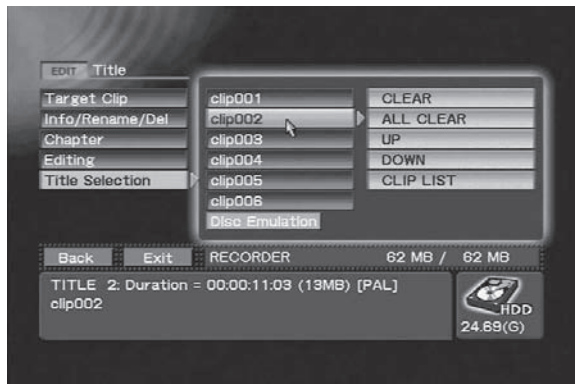 EDIT Title
Target Clip
Info/Rename/Del
Chapter
Editing
Title Selection
clip001
clip002
clip003
clip004
clip005
clip006
Disc Emulation
CLEAR
ALL CLEAR
UP
DOWN
CLIP LIST
Back Exit RECORDER 62 MB / 62 MB
TITLE 2: Duration = 00:00:11:03 (13MB) [PAL]
clip002
HDD
24.69(G)